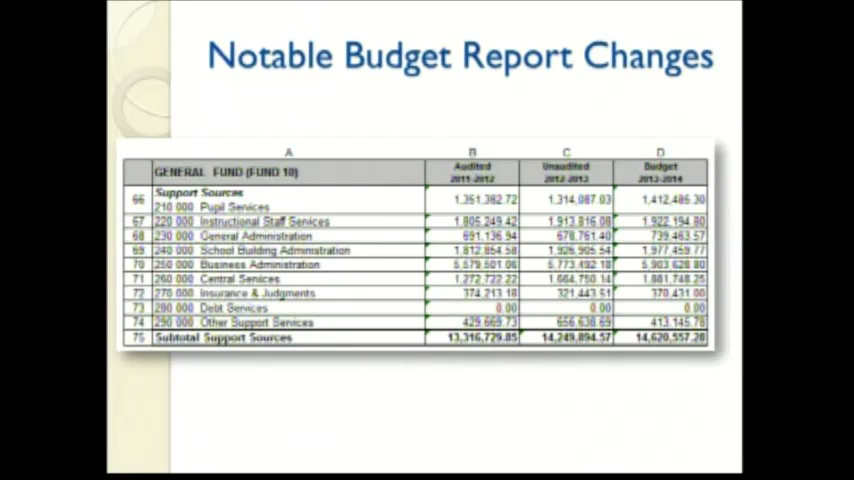 Notable Budget Report Changes
A B C D
GENERAL FUND (FUND 10) Audited 2011-2012 Unaudited 2012-2013 Budget 2013-2014
Support Sources
66 210 000 Pupil Services 1,351,382.72 1,314,087.03 1,412,485.30
67 220 000 Instructional Staff Services 1,805,249.42 1,913,816.08 1,922,194.80
68 230 000 General Administration 691,136.94 678,761.40 739,463.57
69 240 000 School Building Administration 1,812,854.58 1,926,905.54 1,977,459.77
70 250 000 Business Administration 5,579,501.06 5,773,492.18 5,903,628.80
71 260 000 Central Services 1,272,722.22 1,664,750.14 1,881,748.25
72 270 000 Insurance & Judgments 374,213.18 321,443.51 370,431.00
73 280 000 Debt Services 0.00 0.00 0.00
74 290 000 Other Support Services 429,669.73 656,638.69 413,145.78
75 Subtotal Support Sources 13,316,729.85 14,249,894.57 14,620,557.28